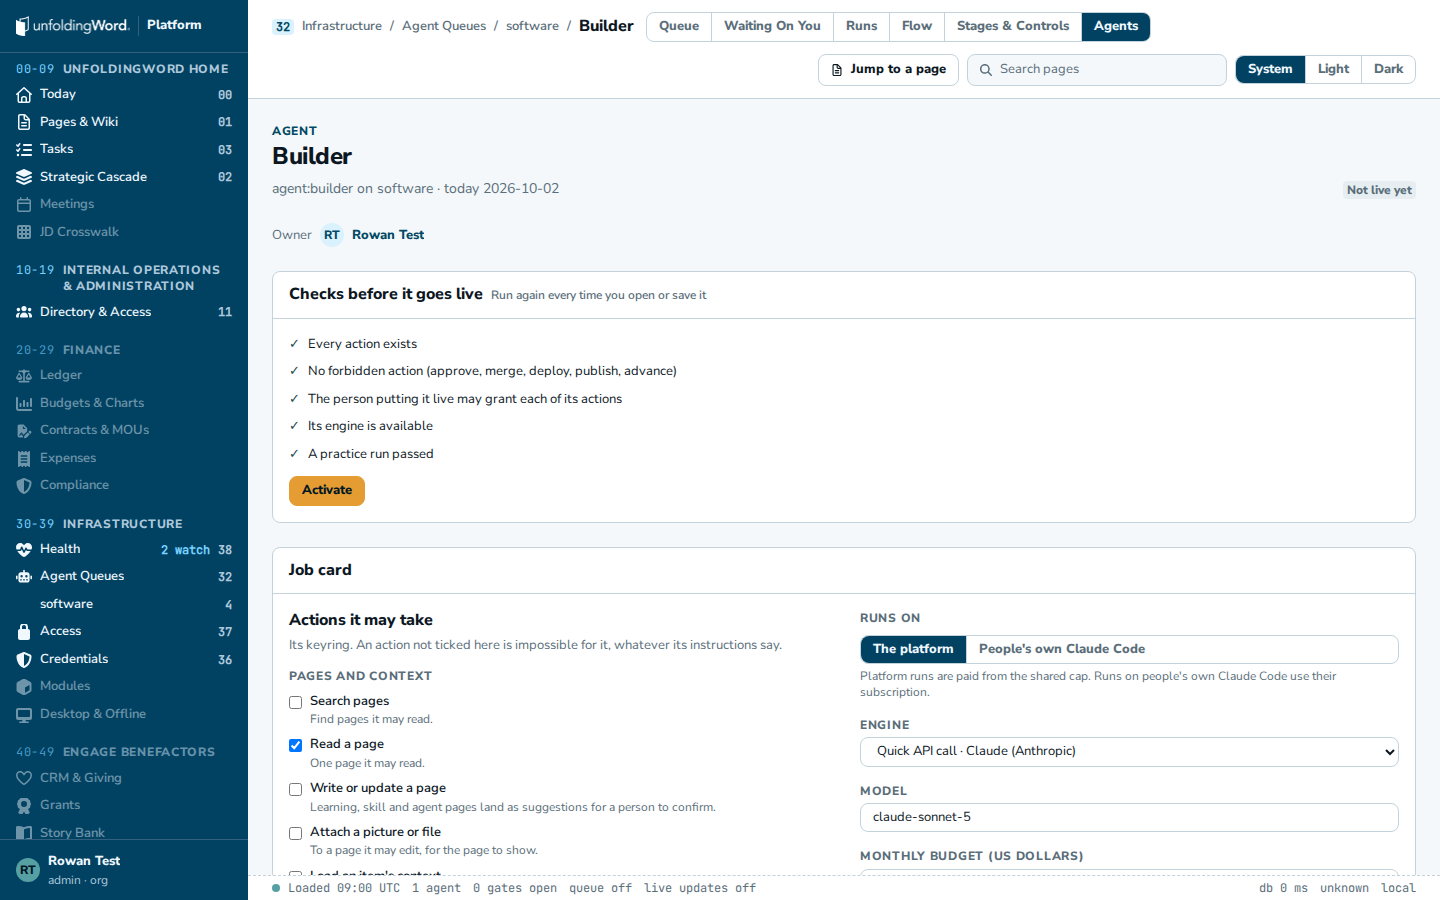 unfoldingWord Platform
00-09 UNFOLDINGWORD HOME
Today 00
Pages & Wiki 01
Tasks 03
Strategic Cascade 02
Meetings
JD Crosswalk
10-19 INTERNAL OPERATIONS
& ADMINISTRATION
Directory & Access 11
20-29 FINANCE
Ledger
Budgets & Charts
Contracts & MOUs
Expenses
Compliance
30-39 INFRASTRUCTURE
Health 2 watch 38
Agent Queues 32
software 4
Access 37
Credentials 36
Modules
Desktop & Offline
40-49 ENGAGE BENEFACTORS
CRM & Giving
Grants
Story Bank
RT Rowan Test
admin · org
32 Infrastructure / Agent Queues / software / Builder
Queue Waiting On You Runs Flow Stages & Controls Agents
Jump to a page Search pages System Light Dark
AGENT
Builder
agent:builder on software · today 2026-10-02
Not live yet
Owner RT Rowan Test
Checks before it goes live Run again every time you open or save it
✓ Every action exists
✓ No forbidden action (approve, merge, deploy, publish, advance)
✓ The person putting it live may grant each of its actions
✓ Its engine is available
✓ A practice run passed
Activate
Job card
Actions it may take
Its keyring. An action not ticked here is impossible for it, whatever its instructions say.
PAGES AND CONTEXT
Search pages
Find pages it may read.
Read a page
One page it may read.
Write or update a page
Learning, skill and agent pages land as suggestions for a person to confirm.
Attach a picture or file
To a page it may edit, for the page to show.
Load an item's context
RUNS ON
The platform People's own Claude Code
Platform runs are paid from the shared cap. Runs on people's own Claude Code use their
subscription.
ENGINE
Quick API call · Claude (Anthropic)
MODEL
claude-sonnet-5
MONTHLY BUDGET (US DOLLARS)
Loaded 09:00 UTC 1 agent 0 gates open queue off live updates off
db 0 ms unknown local